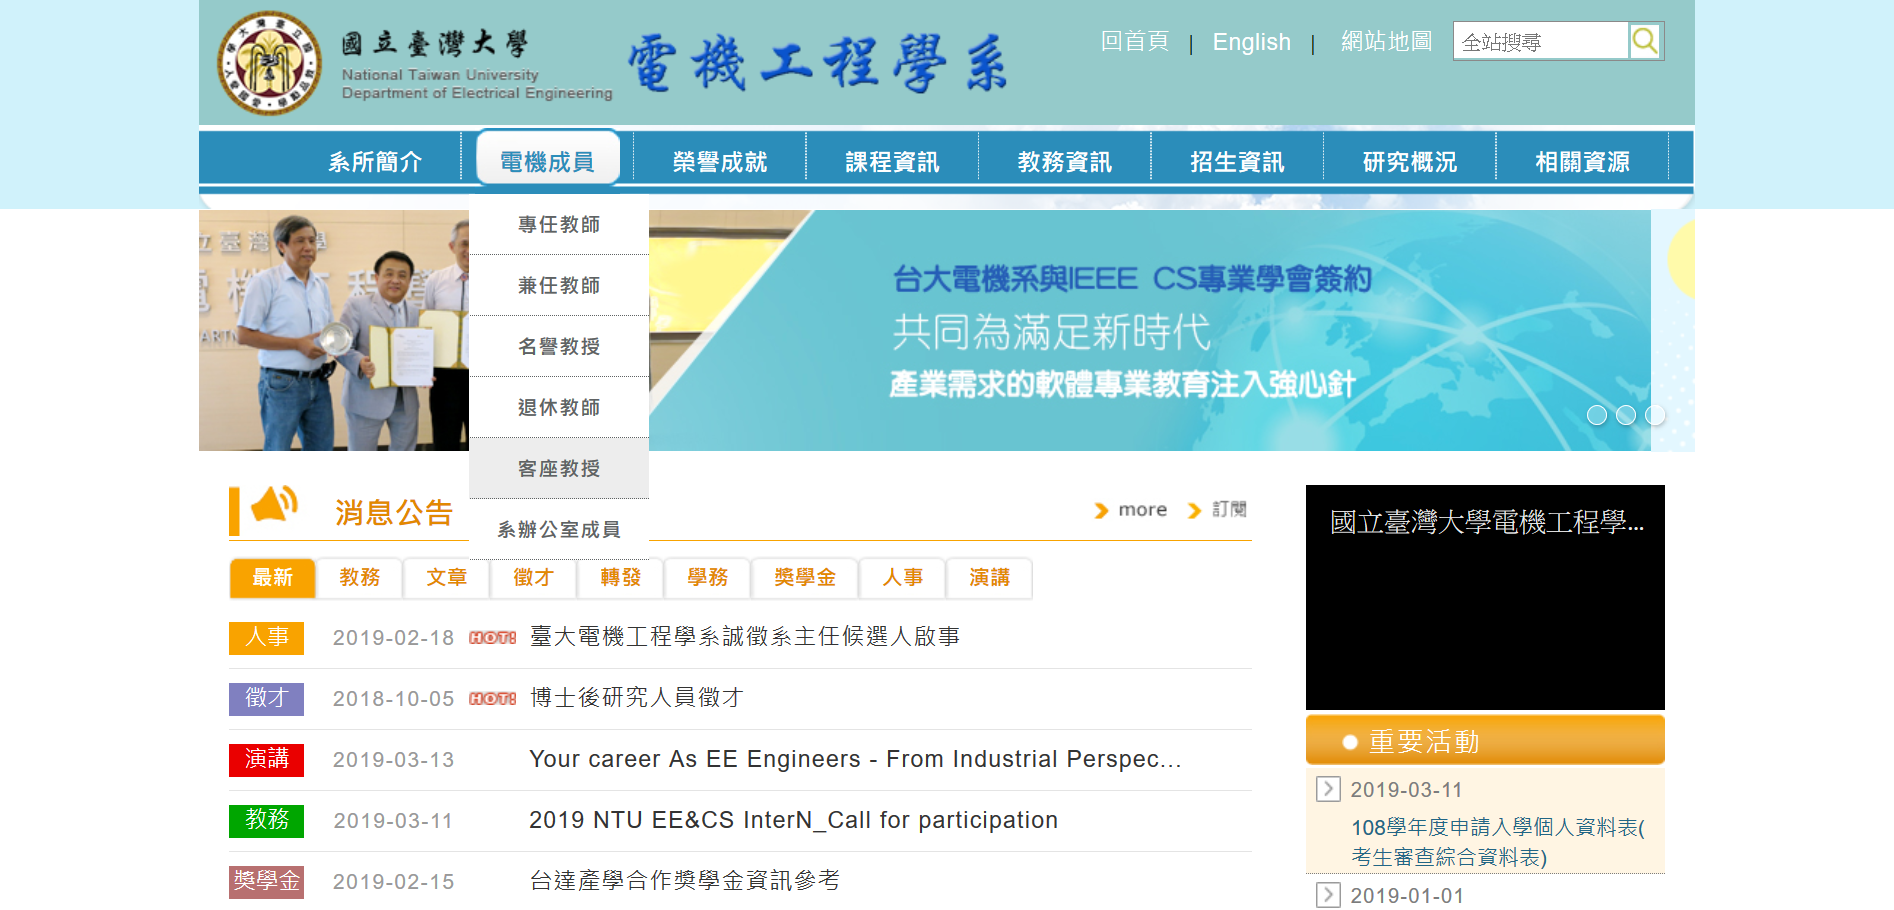 國立臺灣大學
National Taiwan University
Department of Electrical Engineering
電機工程學系
回首頁 | English | 網站地圖
全站搜尋
系所簡介
電機成員
榮譽成就
課程資訊
教務資訊
招生資訊
研究概況
相關資源
專任教師
兼任教師
名譽教授
退休教師
客座教授
系辦公室成員
台大電機系與IEEE CS專業學會簽約
共同為滿足新時代
產業需求的軟體專業教育注入強心針
消息公告
more
訂閱
最新
教務
文章
徵才
轉發
學務
獎學金
人事
演講
人事 2019-02-18 HOT! 臺大電機工程學系誠徵系主任候選人啟事
徵才 2018-10-05 HOT! 博士後研究人員徵才
演講 2019-03-13 Your career As EE Engineers - From Industrial Perspec...
教務 2019-03-11 2019 NTU EE&CS InterN_Call for participation
獎學金 2019-02-15 台達產學合作獎學金資訊參考
國立臺灣大學電機工程學...
重要活動
2019-03-11
108學年度申請入學個人資料表(
考生審查綜合資料表)
2019-01-01